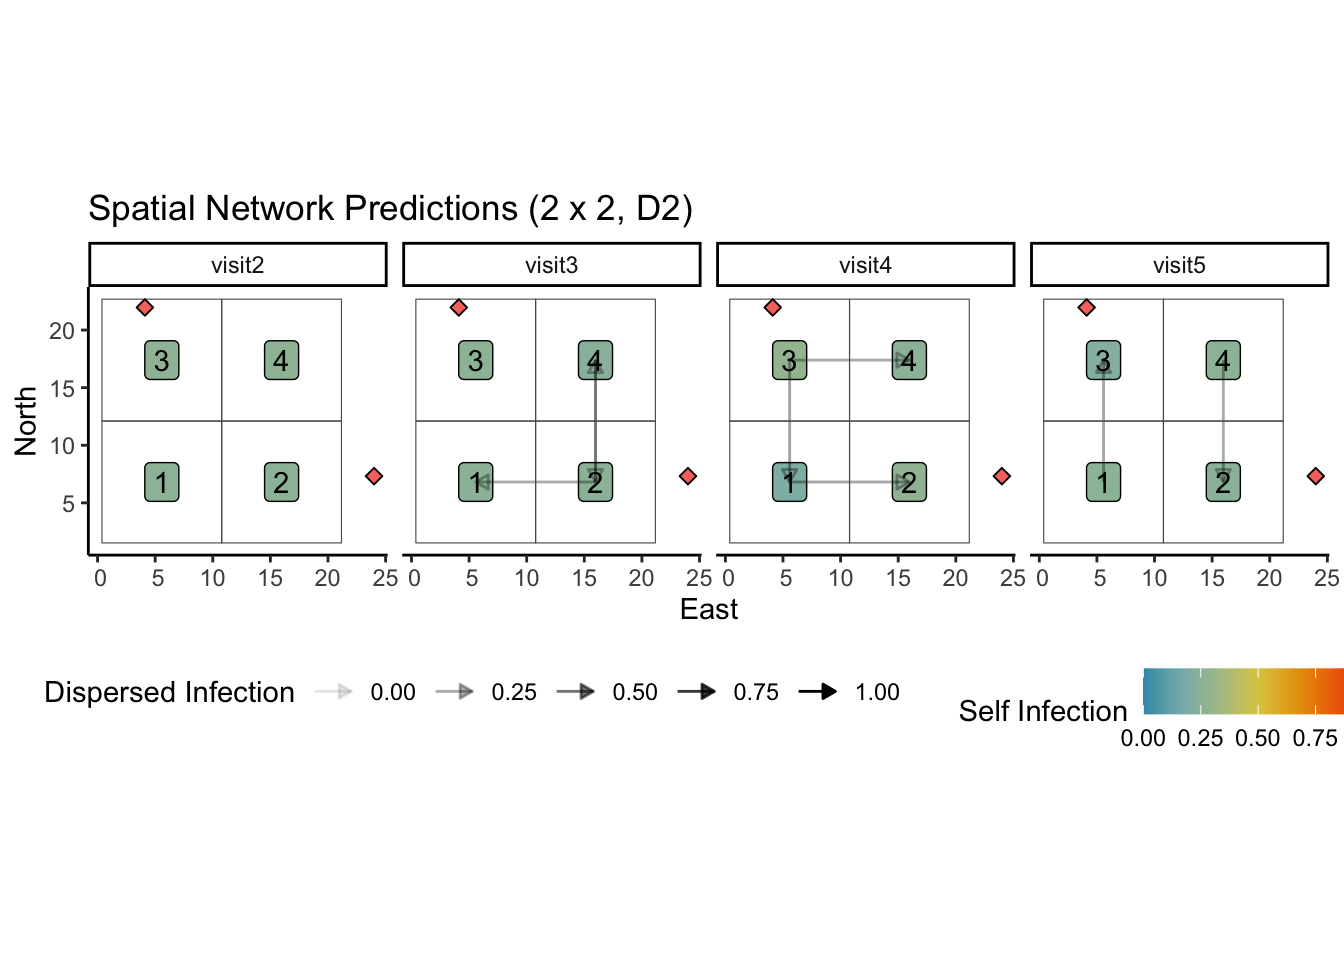 Spatial Network Predictions (2 x 2, D2)
visit2 visit3 visit4 visit5
North
20
15
10
5
3 4 3 4 3 4 3 4
1 2 1 2 1 2 1 2
0 5 10 15 20 25 0 5 10 15 20 25 0 5 10 15 20 25 0 5 10 15 20 25
East
Dispersed Infection 0.00 0.25 0.50 0.75 1.00
Self Infection
0.00 0.25 0.50 0.75